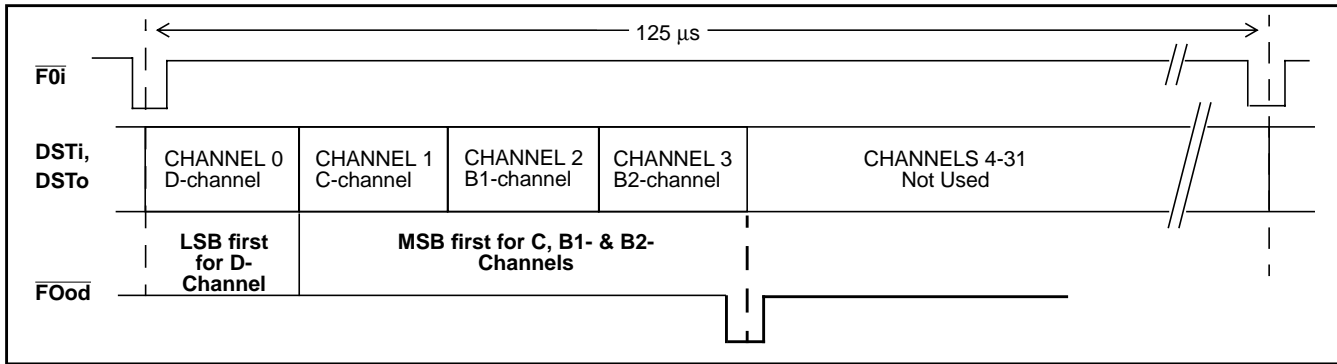 125 μs
F0i
DSTi,
DSTo
CHANNEL 0
D-channel
CHANNEL 1
C-channel
CHANNEL 2
B1-channel
CHANNEL 3
B2-channel
CHANNELS 4-31
Not Used
LSB first
for D-
Channel
MSB first for C, B1- & B2-
Channels
FOod